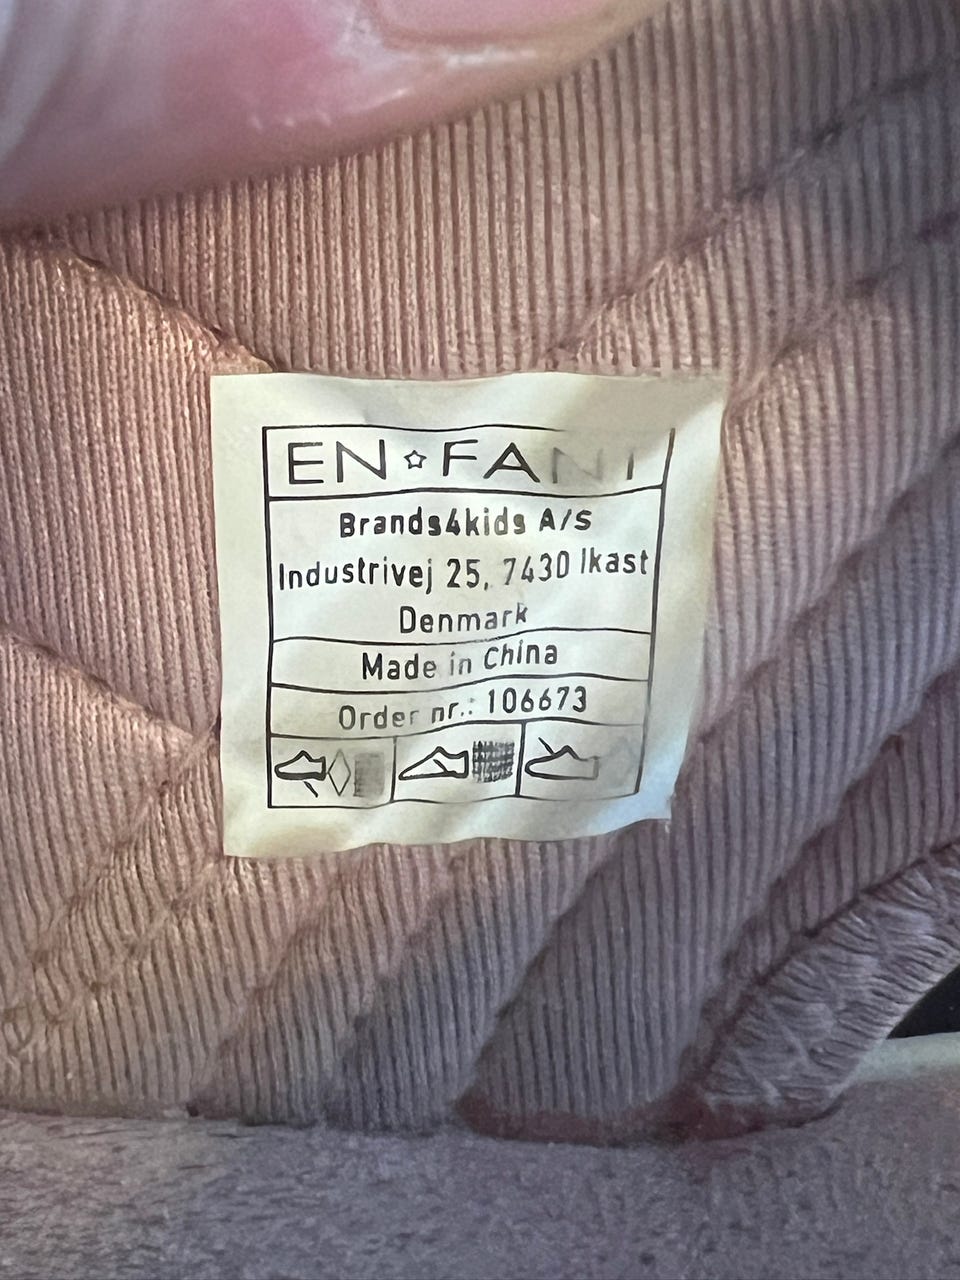 EN☆FANT
Brands4kids A/S
Industrivej 25, 7430 Ikast
Denmark
Made in China
Order nr.: 106673